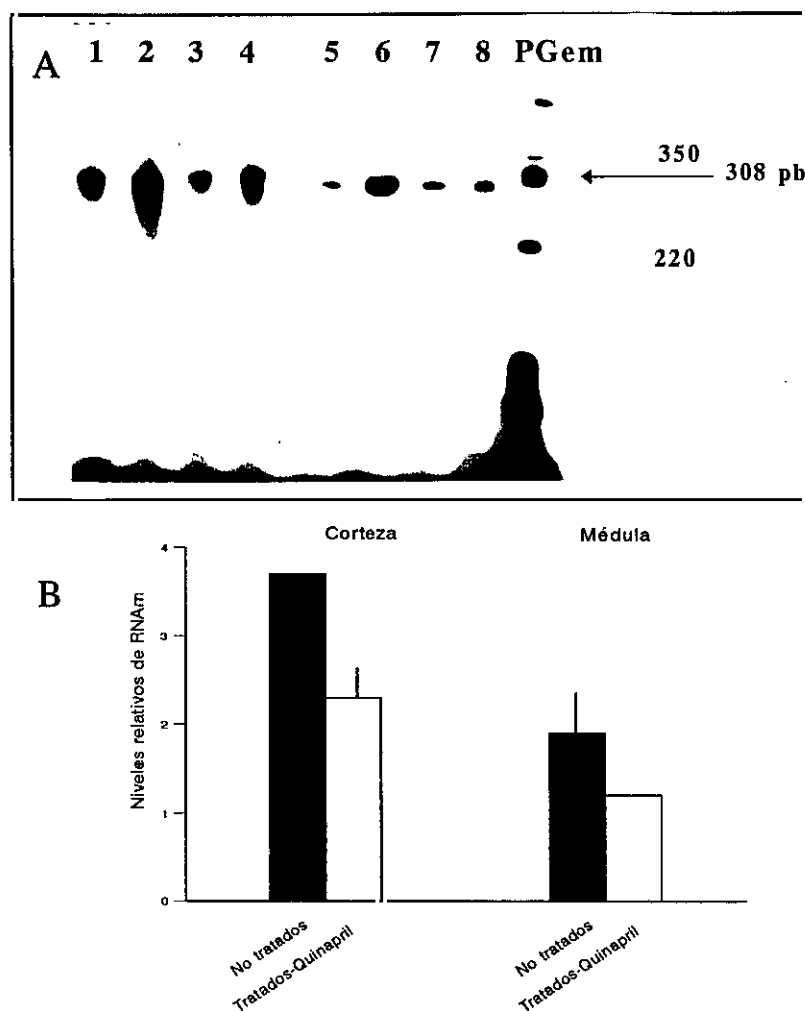 A
1 2 3 4 5 6 7 8 PGem
350
308 pb
220
B
Corteza Médula
Niveles relativos de RNAm
4
3
2
1
0
No tratados
Tratados-Quinapril
No tratados
Tratados-Quinapril